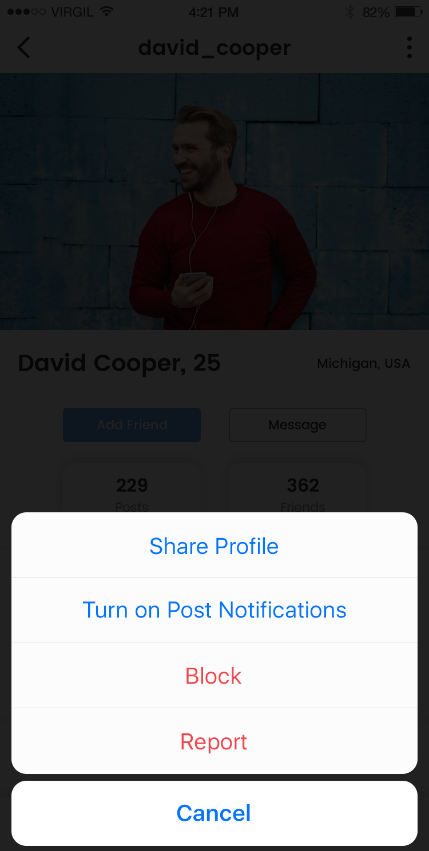 VIRGIL 4:21 PM 82%
david_cooper
David Cooper, 25 Michigan, USA
Add Friend Message
229 362
Posts Friends
Share Profile
Turn on Post Notifications
Block
Report
Cancel